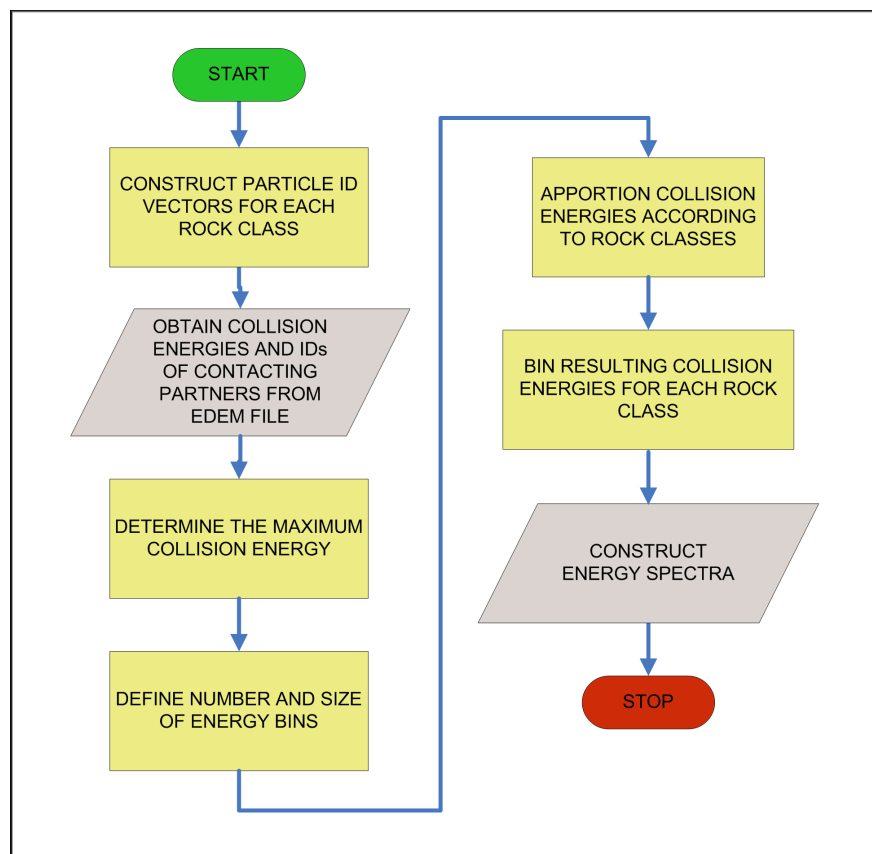 START
CONSTRUCT PARTICLE ID
VECTORS FOR EACH
ROCK CLASS
OBTAIN COLLISION
ENERGIES AND IDs
OF CONTACTING
PARTNERS FROM
EDEM FILE
DETERMINE THE MAXIMUM
COLLISION ENERGY
DEFINE NUMBER AND SIZE
OF ENERGY BINS
APPORTION COLLISION
ENERGIES ACCORDING
TO ROCK CLASSES
BIN RESULTING COLLISION
ENERGIES FOR EACH ROCK
CLASS
CONSTRUCT
ENERGY SPECTRA
STOP